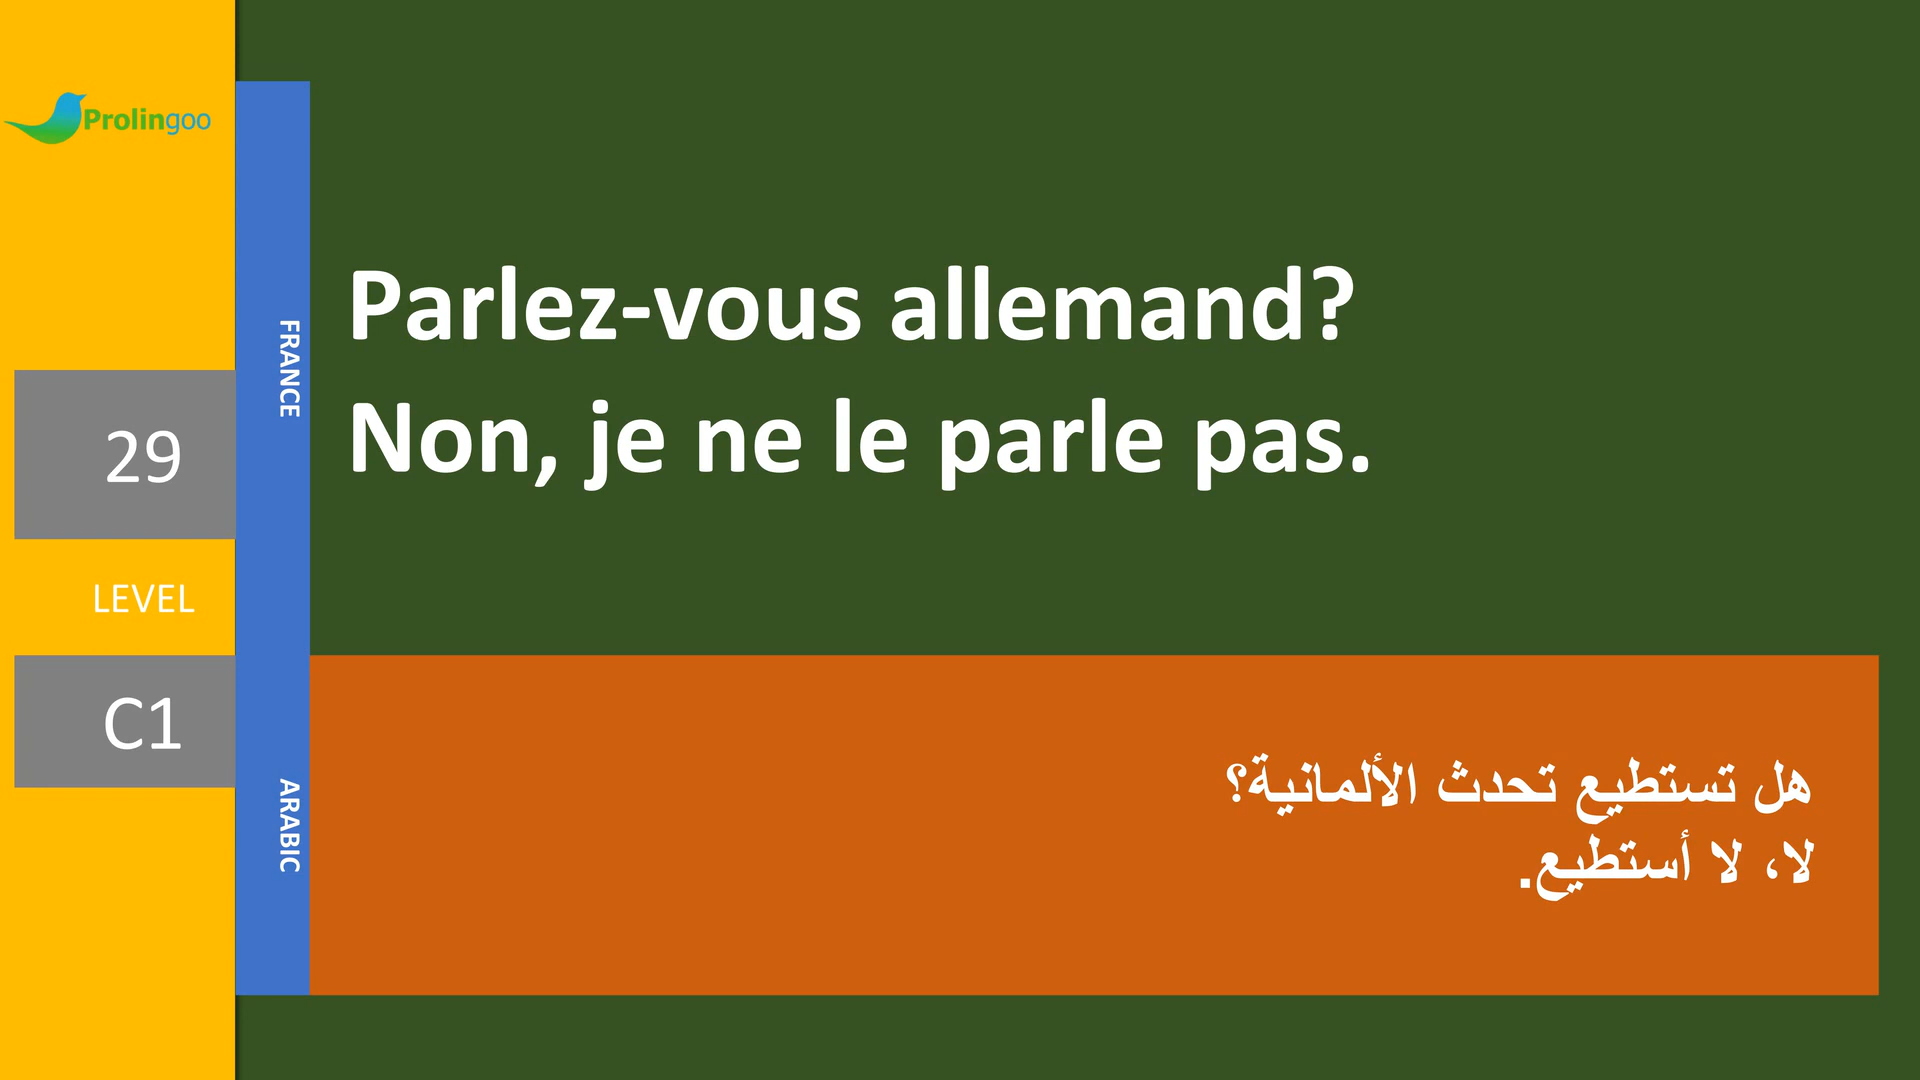 Prolingoo
29
LEVEL
C1
FRANCE
Parlez-vous allemand?
Non, je ne le parle pas.
ARABIC
هل تستطيع تحدث الألمانية؟
لا، لا أستطيع.